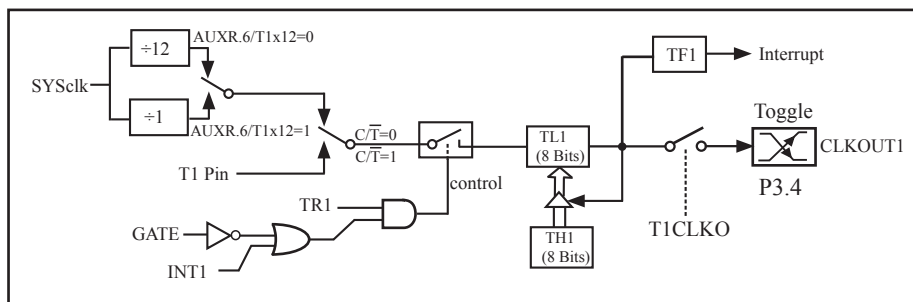 AUXR.6/T1x12=0
÷12
SYSclk
÷1
AUXR.6/T1x12=1
C/T̅=0
C/T̅=1
T1 Pin
control
TR1
GATE
INT1
TL1
(8 Bits)
TH1
(8 Bits)
TF1
Interrupt
Toggle
CLKOUT1
P3.4
T1CLKO